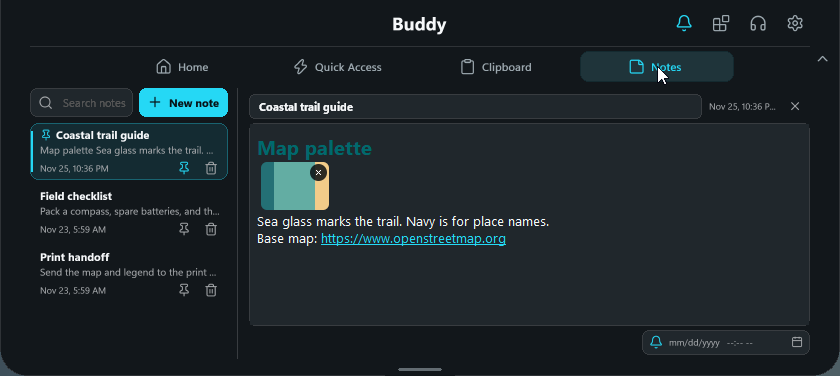 Buddy
Home
Quick Access
Clipboard
Notes
Search notes
New note
Coastal trail guide
Map palette Sea glass marks the trail. ...
Nov 25, 10:36 PM
Field checklist
Pack a compass, spare batteries, and th...
Nov 23, 5:59 AM
Print handoff
Send the map and legend to the print ...
Nov 23, 5:59 AM
Coastal trail guide
Nov 25, 10:36 P...
Map palette
Sea glass marks the trail. Navy is for place names.
Base map: https://www.openstreetmap.org
mm/dd/yyyy --:-- --